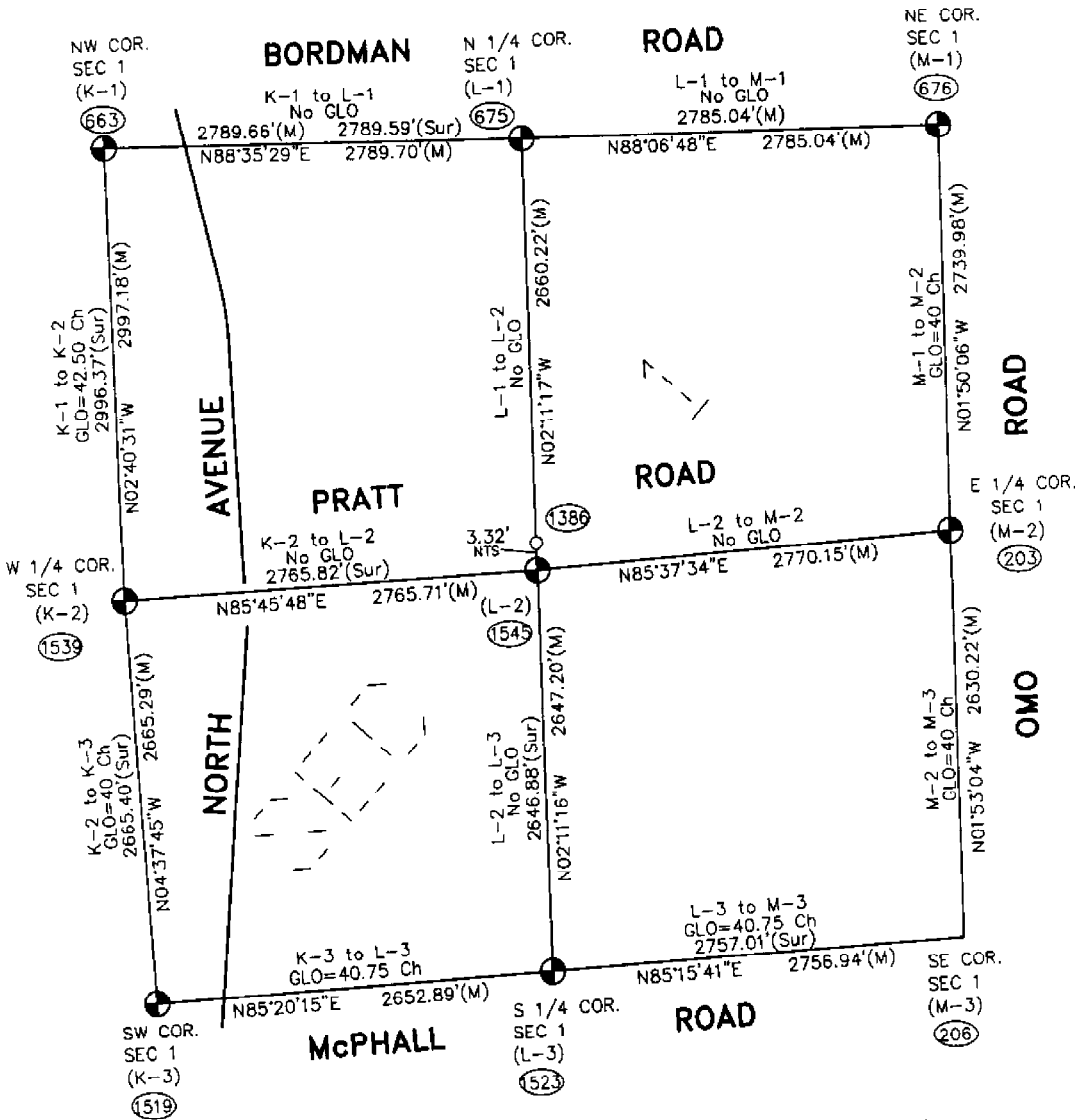 NW COR.
SEC 1
(K-1)
663
BORDMAN
N 1/4 COR.
SEC 1
(L-1)
675
ROAD
NE COR.
SEC 1
(M-1)
676
K-1 to L-1
No GLO
2789.66'(M) 2789.59'(Sur)
N88°35'29"E 2789.70'(M)
L-1 to M-1
No GLO
2785.04'(M)
N88°06'48"E 2785.04'(M)
K-1 to K-2
GLO=42.50 Ch
2996.37'(Sur)
N02°40'31"W 2997.18'(M)
AVENUE
L-1 to L-2
No GLO
N02°11'17"W 2660.22'(M)
M-1 to M-2
GLO=40 Ch
N01°50'06"W 2739.98'(M)
ROAD
PRATT
ROAD
1386
3.32'
NTS
W 1/4 COR.
SEC 1
(K-2)
1539
K-2 to L-2
No GLO
2765.82'(Sur)
N85°45'48"E 2765.71'(M)
(L-2)
1545
L-2 to M-2
No GLO
N85°37'34"E 2770.15'(M)
E 1/4 COR.
SEC 1
(M-2)
203
K-2 to K-3
GLO=40 Ch
2665.40'(Sur)
N04°37'45"W 2665.29'(M)
NORTH
L-2 to L-3
No GLO
2646.88'(Sur)
N02°11'16"W 2647.20'(M)
M-2 to M-3
GLO=40 Ch
N01°53'04"W 2630.22'(M)
OMO
K-3 to L-3
GLO=40.75 Ch
N85°20'15"E 2652.89'(M)
L-3 to M-3
GLO=40.75 Ch
2757.01'(Sur)
N85°15'41"E 2756.94'(M)
SW COR.
SEC 1
(K-3)
1519
McPHALL
S 1/4 COR.
SEC 1
(L-3)
1523
ROAD
SE COR.
SEC 1
(M-3)
206